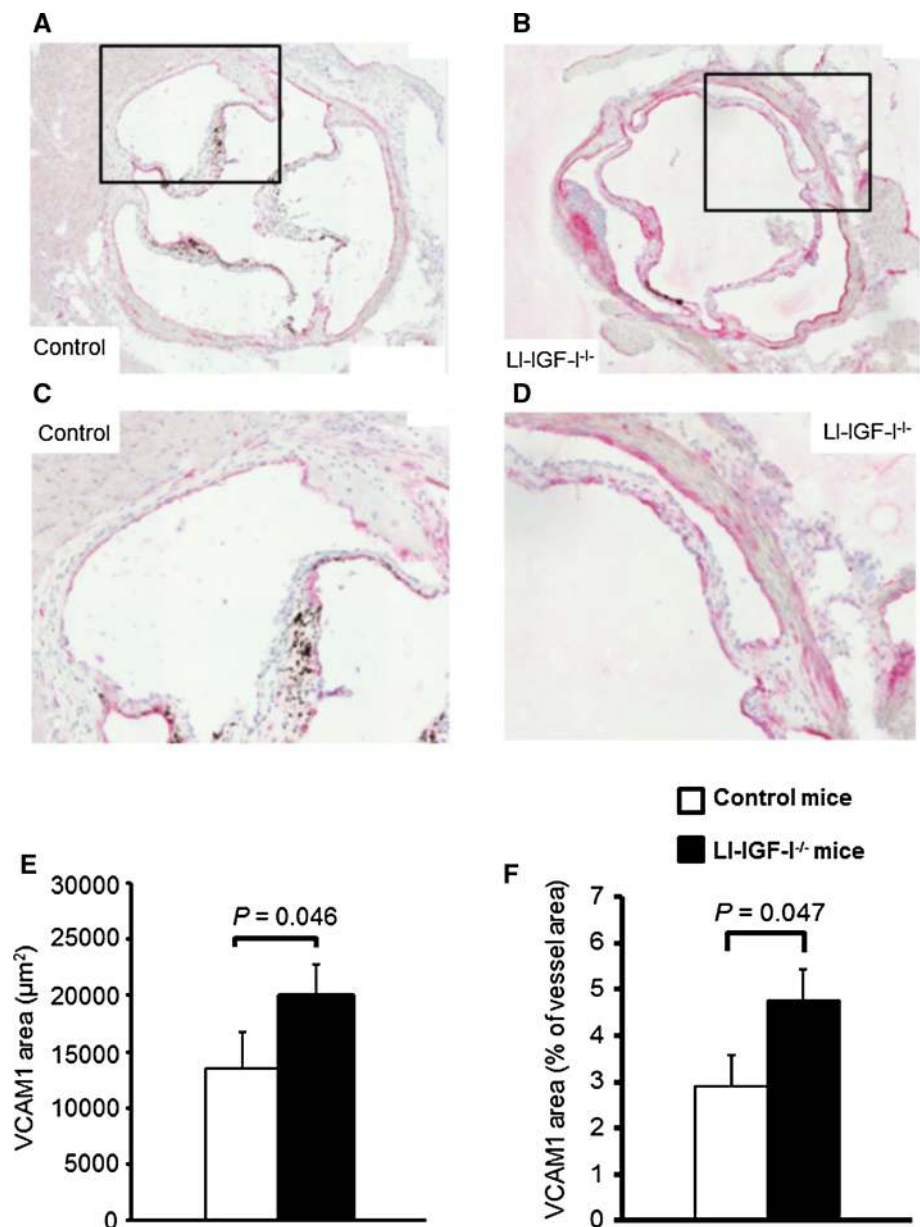 A
B
Control
LI-IGF-I-/-
C
D
Control
LI-IGF-I-/-
Control mice
LI-IGF-I-/- mice
E
30000
25000
20000
15000
10000
5000
0
VCAM1 area (µm²)
P = 0.046
F
7
6
5
4
3
2
1
0
VCAM1 area (% of vessel area)
P = 0.047